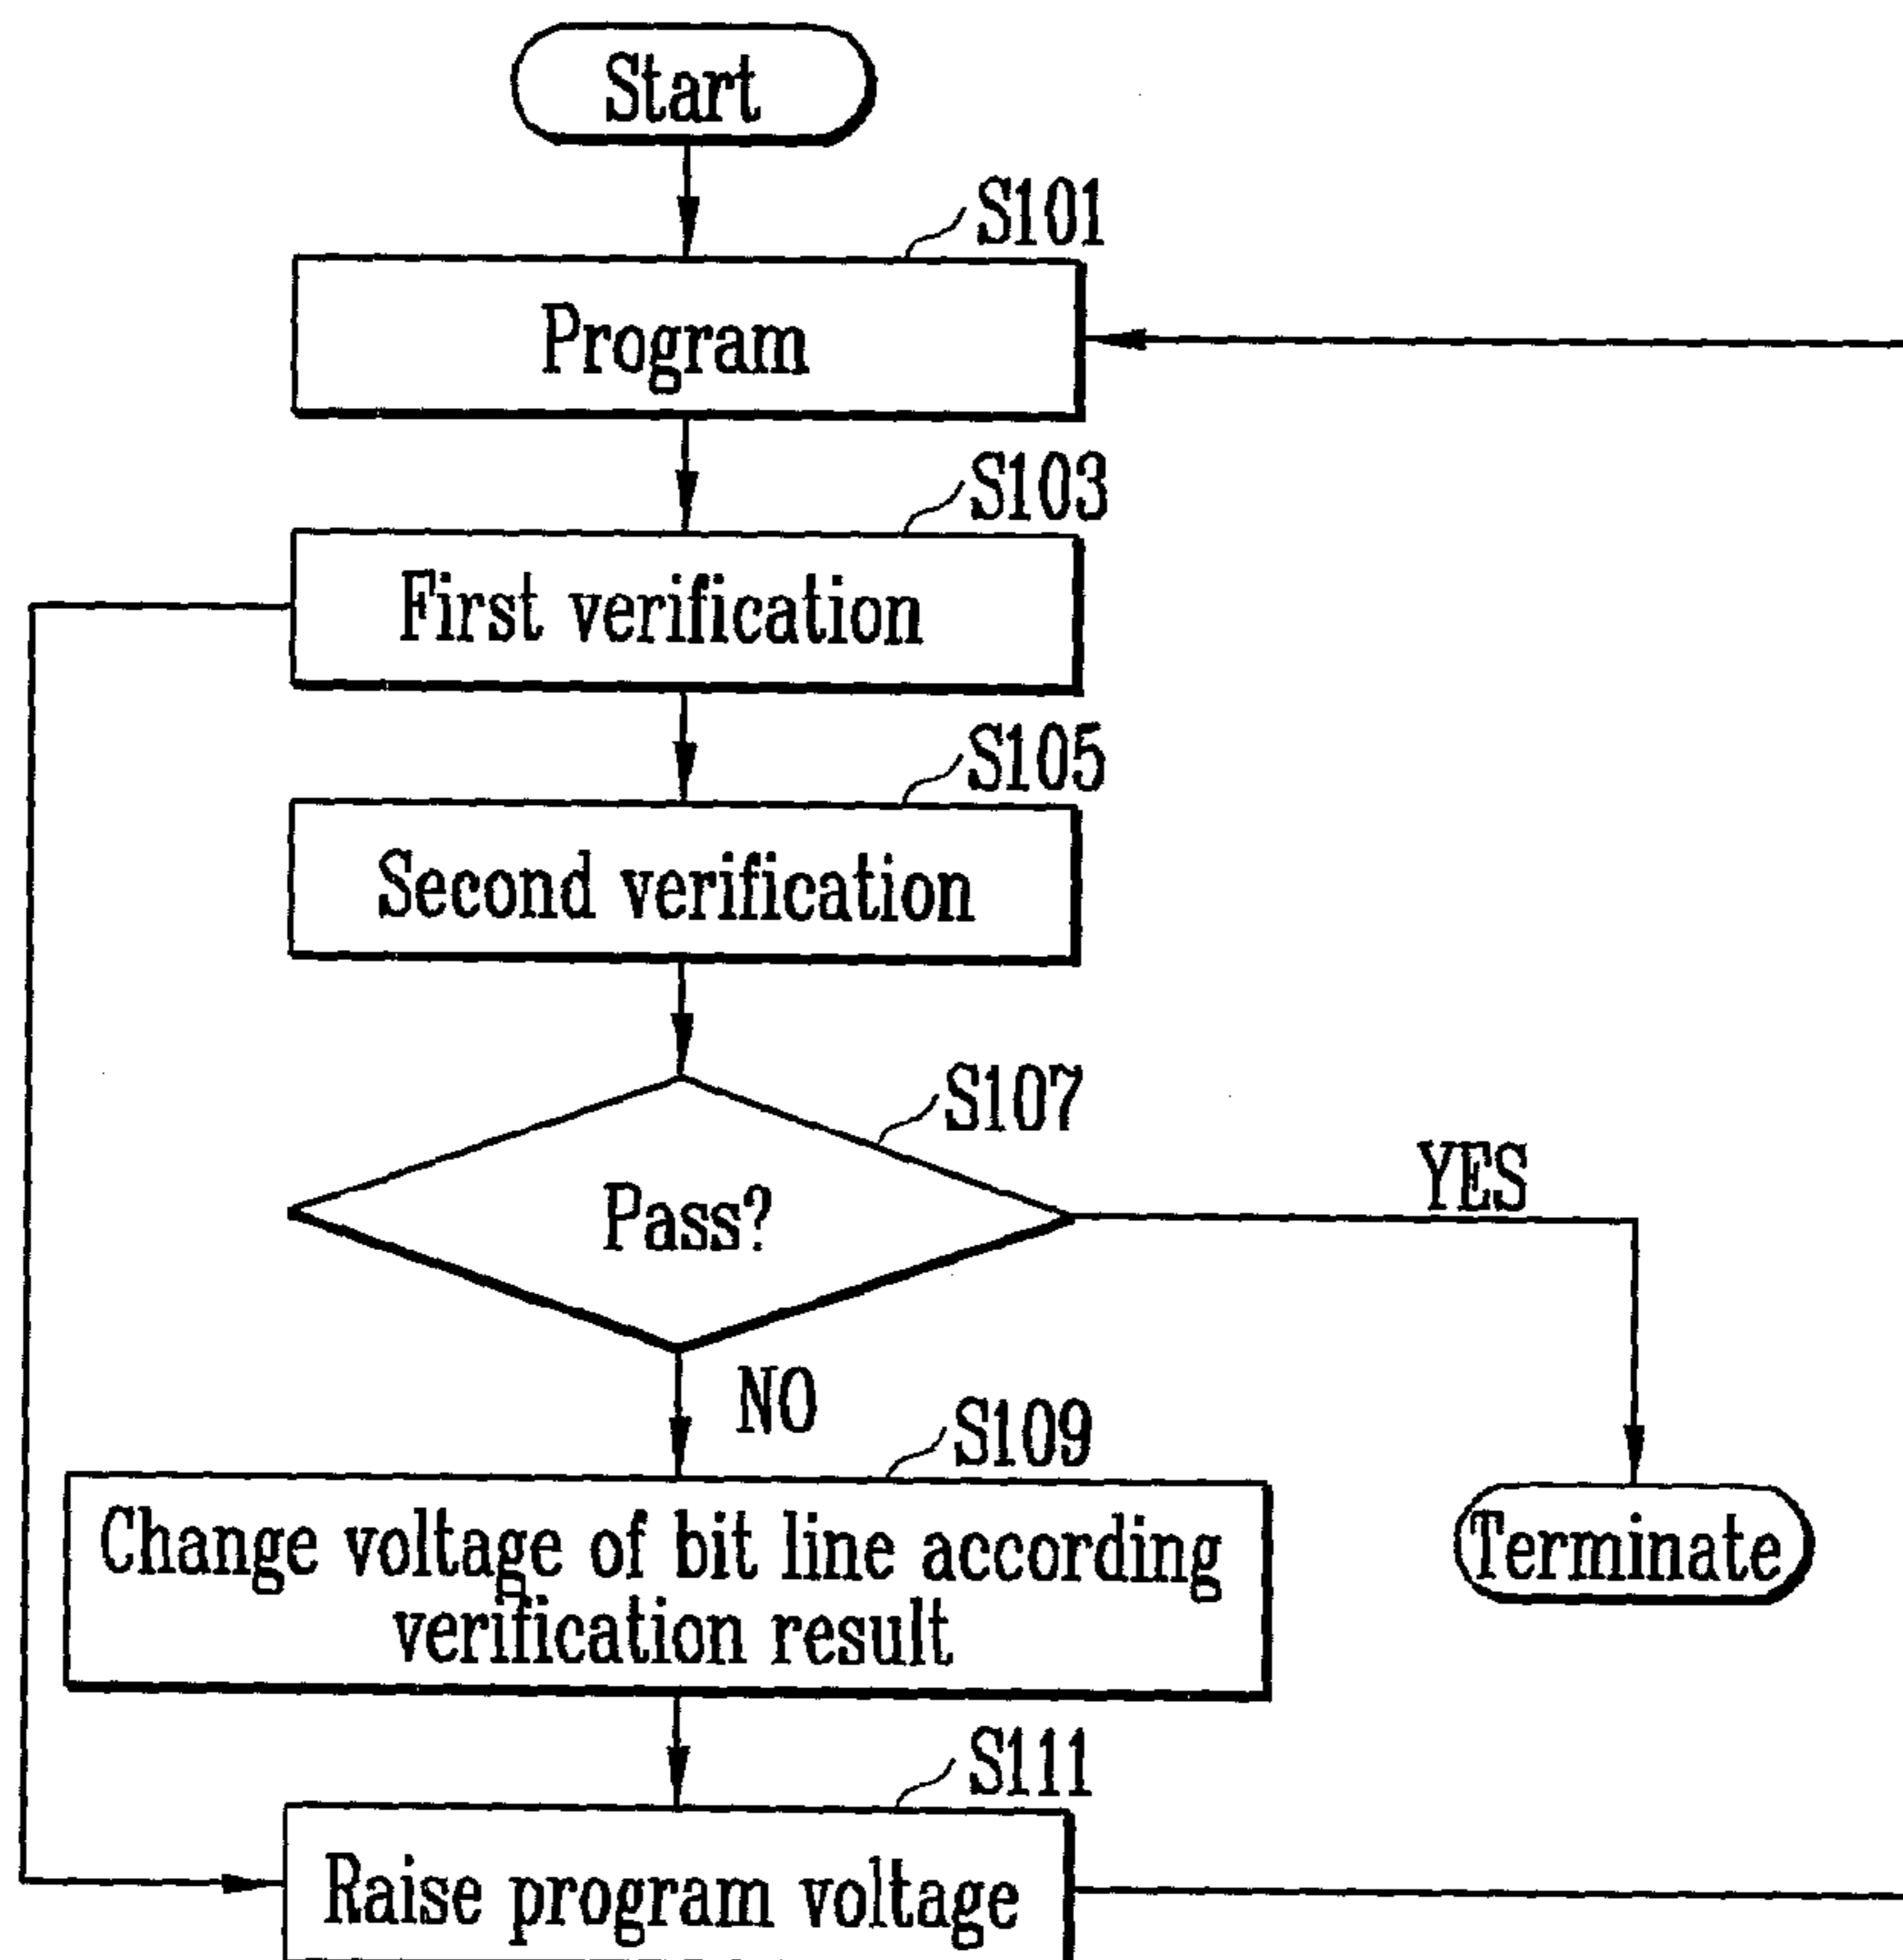 Start
S101
Program
S103
First verification
S105
Second verification
S107
Pass?
YES
NO
S109
Change voltage of bit line according
verification result
Terminate
S111
Raise program voltage